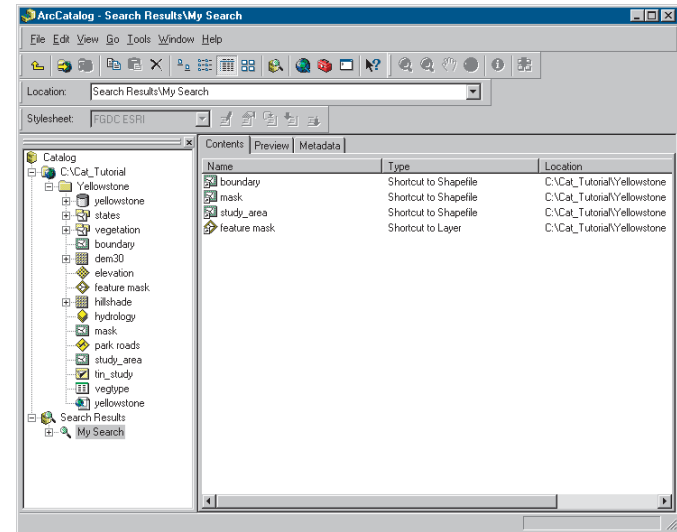 ArcCatalog - Search Results\My Search
File Edit View Go Tools Window Help
Location: Search Results\My Search
Stylesheet: FGDC ESRI
Catalog
C:\Cat_Tutorial
Yellowstone
yellowstone
states
vegetation
boundary
dem30
elevation
feature mask
hillshade
hydrology
mask
park roads
study_area
tin_study
vegtype
yellowstone
Search Results
My Search
Contents Preview Metadata
Name Type Location
boundary Shortcut to Shapefile C:\Cat_Tutorial\Yellowstone
mask Shortcut to Shapefile C:\Cat_Tutorial\Yellowstone
study_area Shortcut to Shapefile C:\Cat_Tutorial\Yellowstone
feature mask Shortcut to Layer C:\Cat_Tutorial\Yellowstone